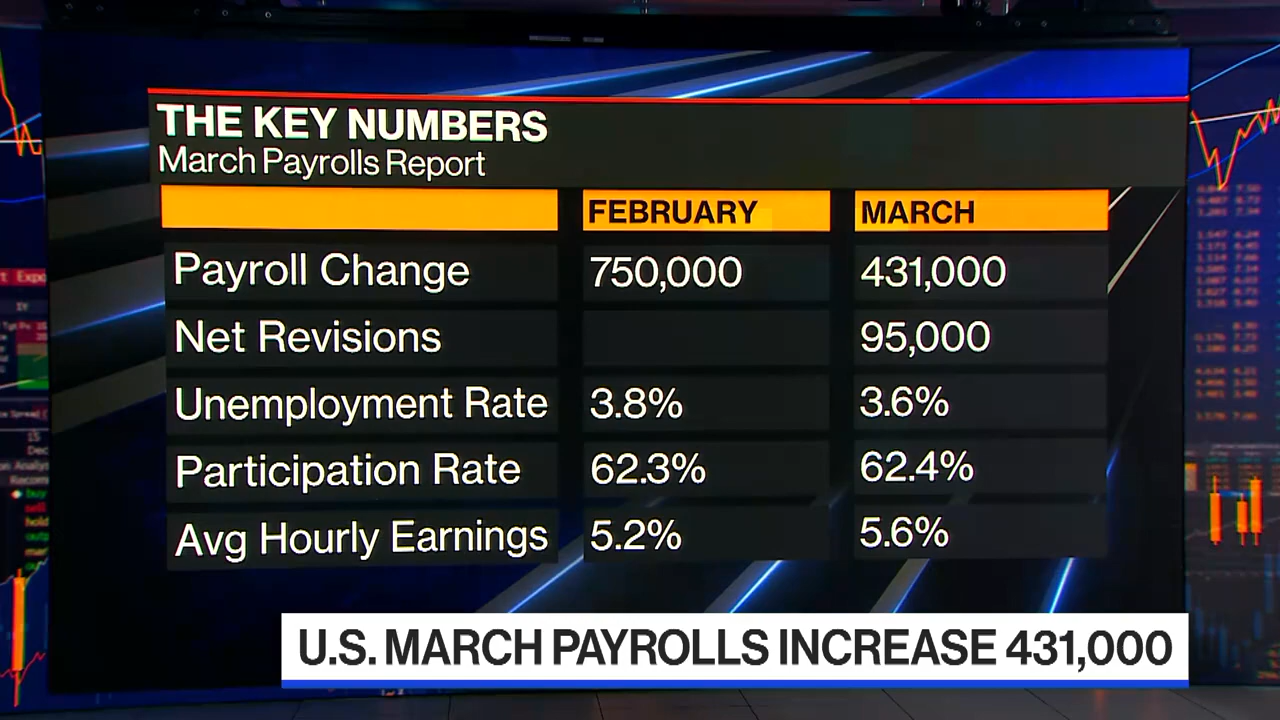 THE KEY NUMBERS
March Payrolls Report
FEBRUARY MARCH
Payroll Change 750,000 431,000
Net Revisions 95,000
Unemployment Rate 3.8% 3.6%
Participation Rate 62.3% 62.4%
Avg Hourly Earnings 5.2% 5.6%
U.S. MARCH PAYROLLS INCREASE 431,000